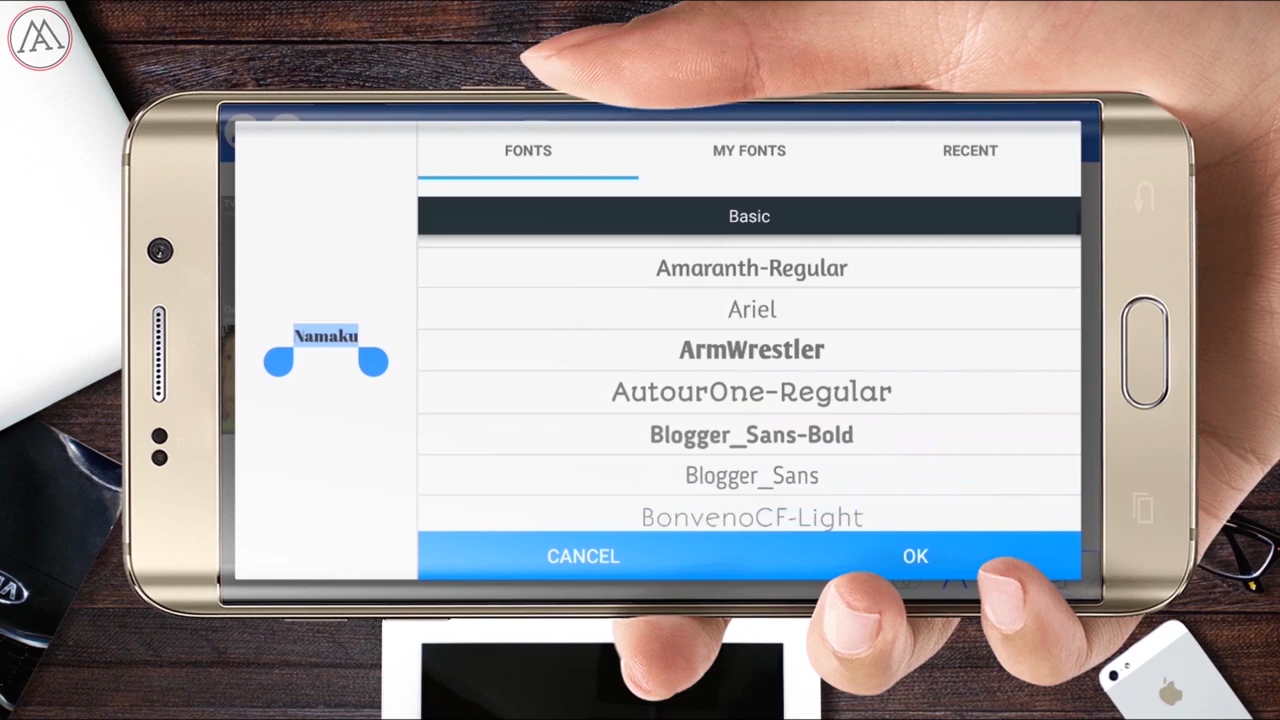 FONTS MY FONTS RECENT
Basic
Amaranth-Regular
Ariel
ArmWrestler
Namaku
AutourOne-Regular
Blogger_Sans-Bold
Blogger_Sans
BonvenoCF-Light
CANCEL OK